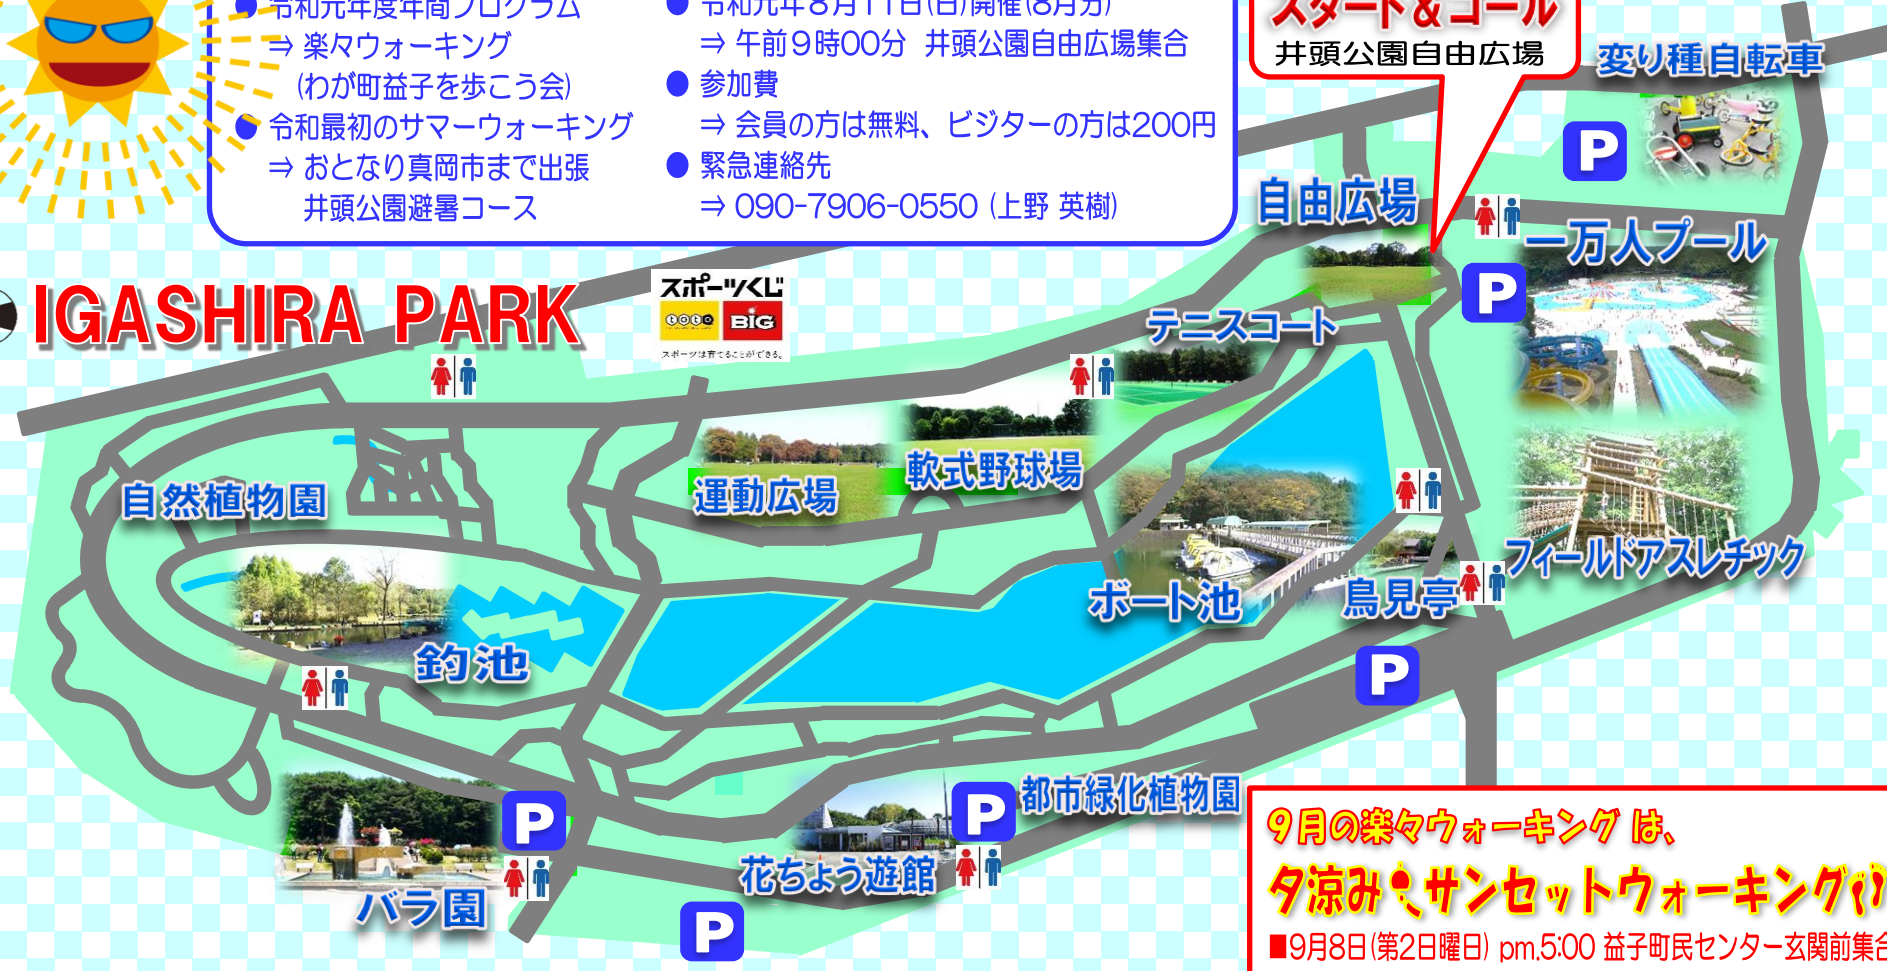 令和元年度年間プログラム
⇒ 楽々ウォーキング
(わが町益子を歩こう会)
令和最初のサマーウォーキング
⇒ おとなり真岡市まで出張
井頭公園避暑コース
令和元年8月11日(日)開催(8月分)
⇒ 午前9時00分 井頭公園自由広場集合
参加費
⇒ 会員の方は無料、ビジターの方は200円
緊急連絡先
⇒ 090-7906-0550 (上野 英樹)
スタート&ゴール
井頭公園自由広場
変り種自転車
P
自由広場
一万人プール
P
IGASHIRA PARK
スポーツくじ
toto BIG
スポーツは育てることができる。
テニスコート
自然植物園
運動広場
軟式野球場
フィールドアスレチック
ボート池
鳥見亭
釣池
P
バラ園
P
花ちょう遊館
P
都市緑化植物園
P
9月の楽々ウォーキング は、
夕涼み サンセットウォーキング
■9月8日(第2日曜日) pm.5:00 益子町民センター玄関前集合